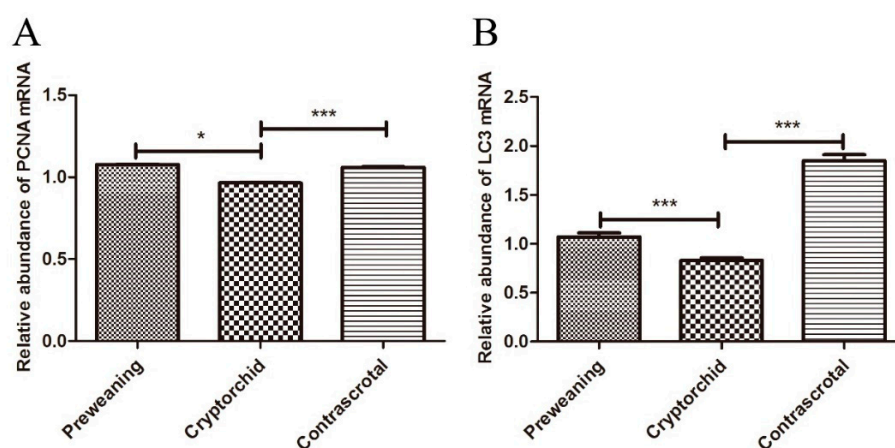 A
Relative abundance of PCNA mRNA
1.5
1.0
0.5
0.0
*
***
Preweaning
Cryptorchid
Contrascrotal
B
Relative abundance of LC3 mRNA
2.5
2.0
1.5
1.0
0.5
0.0
***
***
Preweaning
Cryptorchid
Contrascrotal